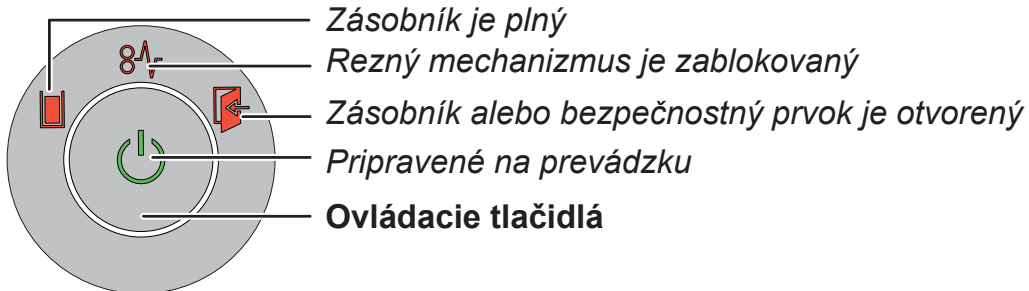 Zásobník je plný
Rezný mechanizmus je zablokovaný
Zásobník alebo bezpečnostný prvok je otvorený
Pripravené na prevádzku
Ovládacie tlačidlá